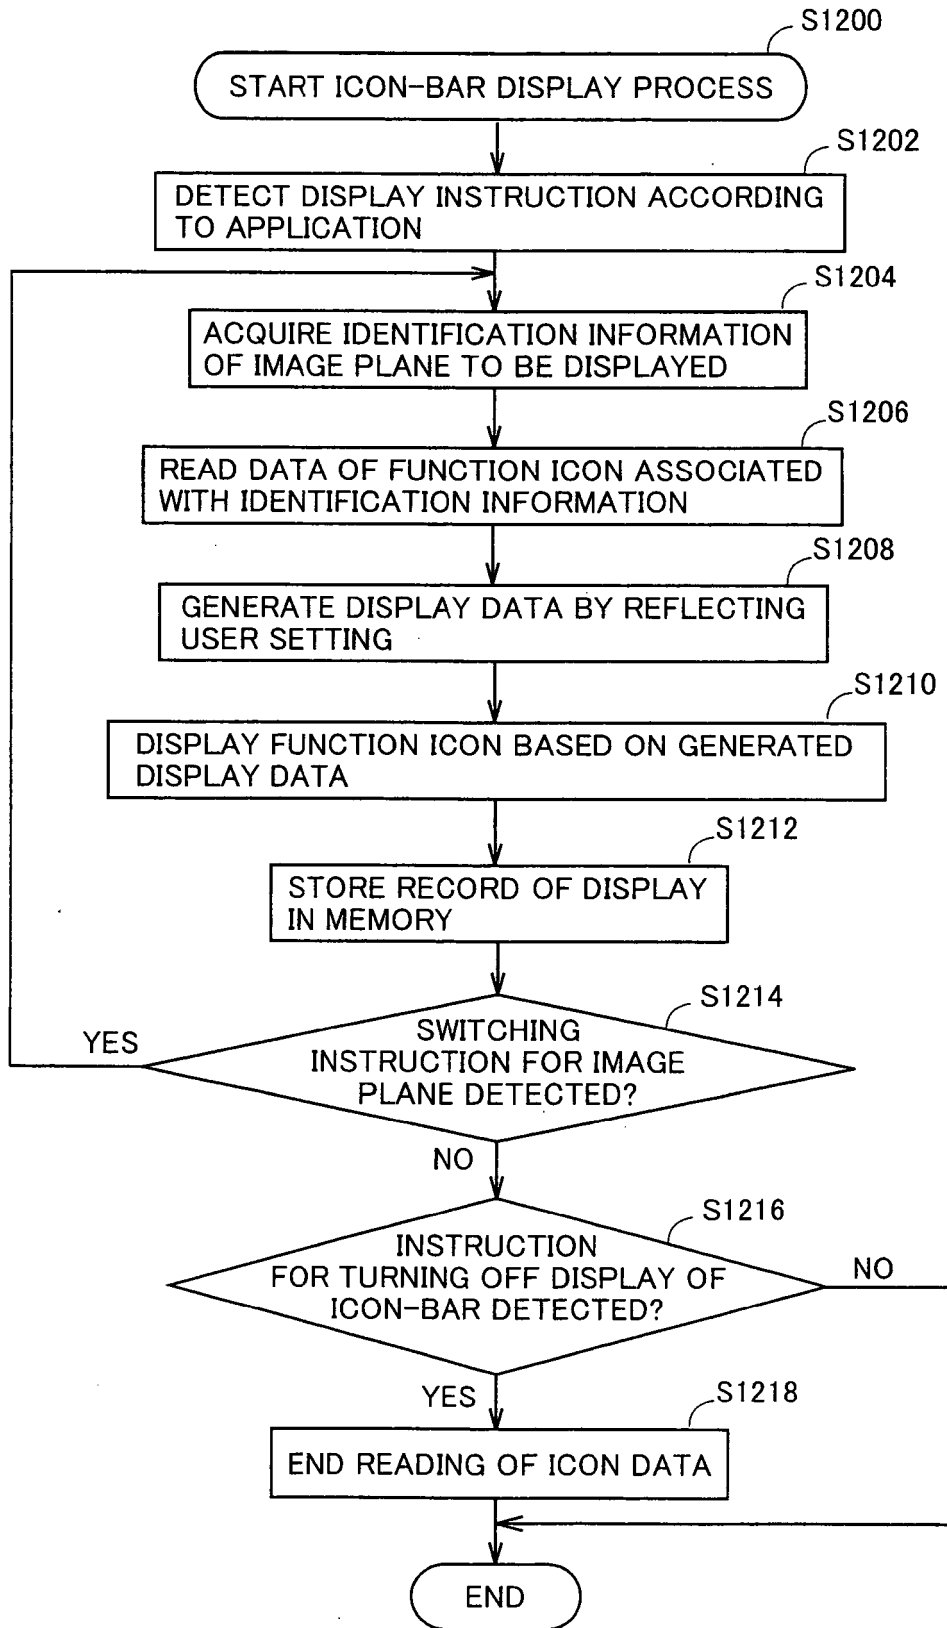 S1200
START ICON-BAR DISPLAY PROCESS
S1202
DETECT DISPLAY INSTRUCTION ACCORDING
TO APPLICATION
S1204
ACQUIRE IDENTIFICATION INFORMATION
OF IMAGE PLANE TO BE DISPLAYED
S1206
READ DATA OF FUNCTION ICON ASSOCIATED
WITH IDENTIFICATION INFORMATION
S1208
GENERATE DISPLAY DATA BY REFLECTING
USER SETTING
S1210
DISPLAY FUNCTION ICON BASED ON GENERATED
DISPLAY DATA
S1212
STORE RECORD OF DISPLAY
IN MEMORY
S1214
YES
SWITCHING
INSTRUCTION FOR IMAGE
PLANE DETECTED?
NO
S1216
INSTRUCTION
FOR TURNING OFF DISPLAY OF
ICON-BAR DETECTED?
NO
YES
S1218
END READING OF ICON DATA
END